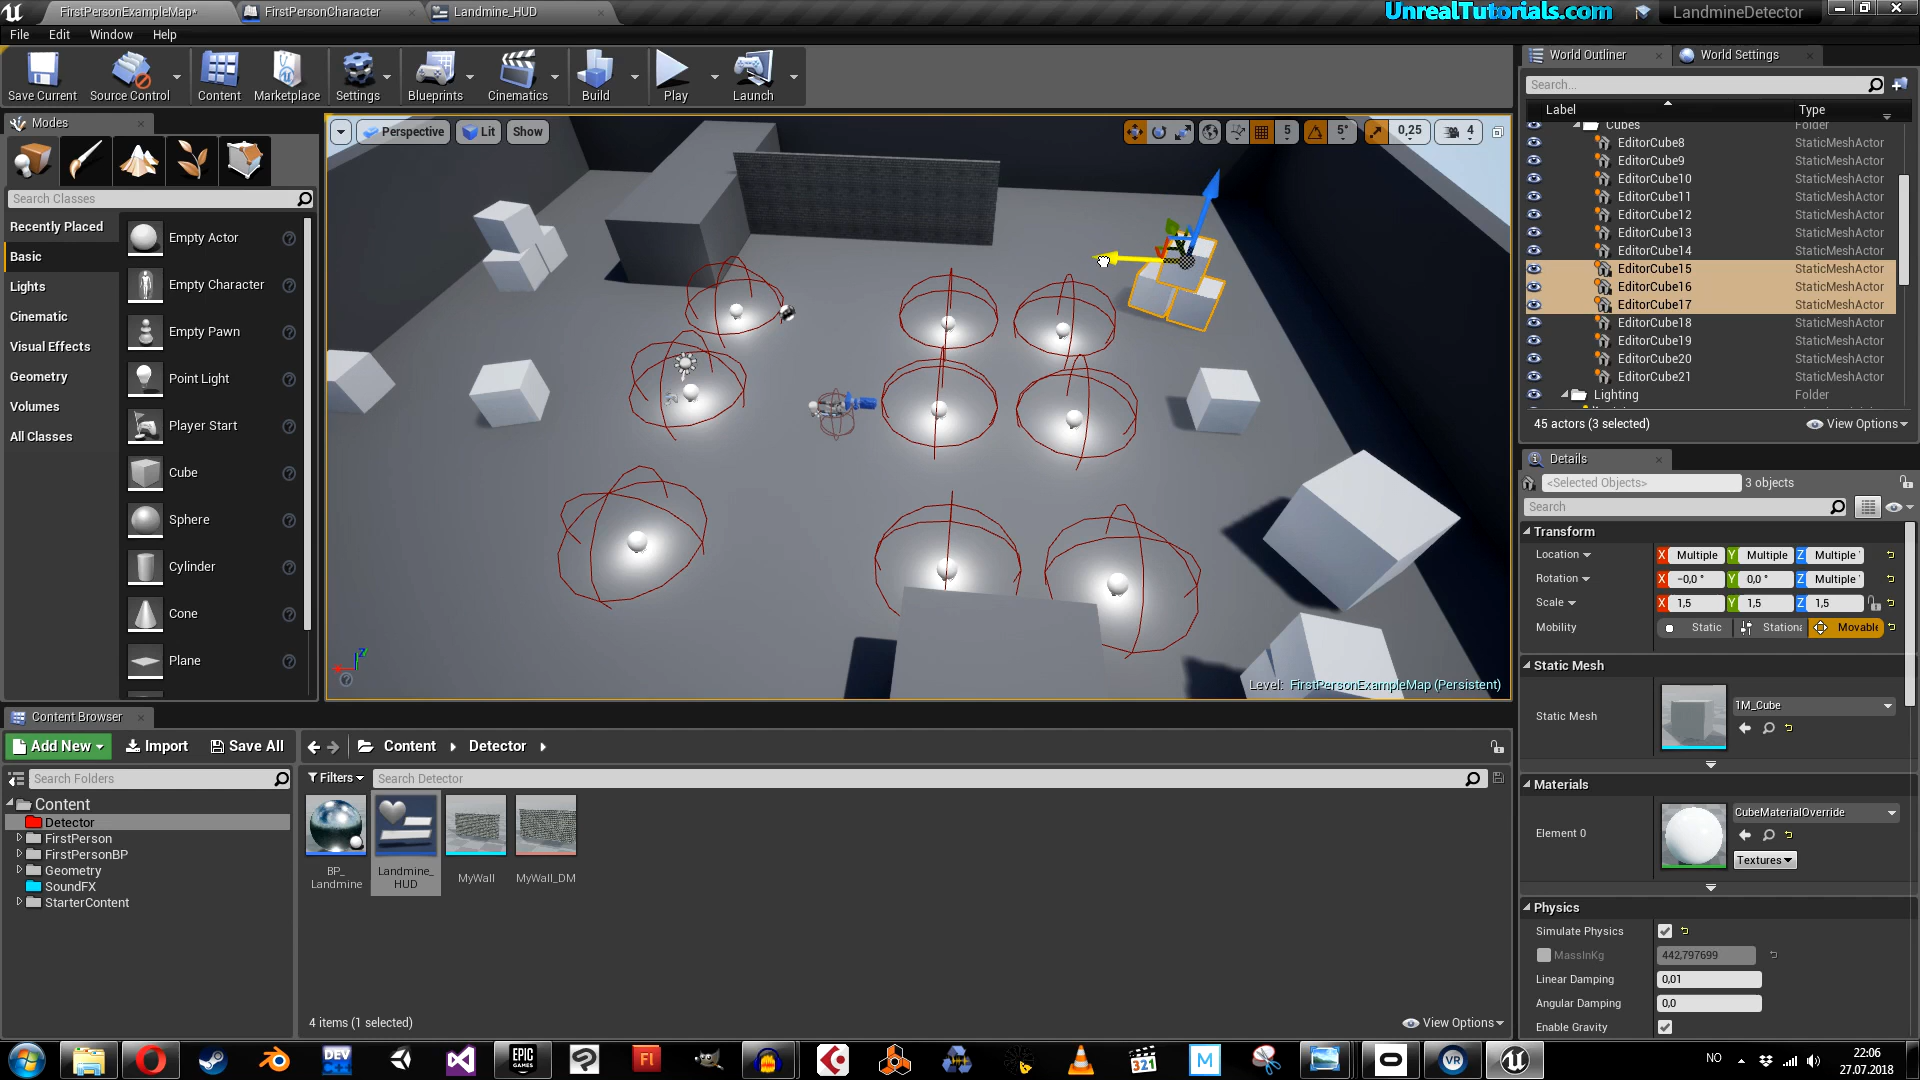 FirstPersonExampleMap*
FirstPersonCharacter
Landmine_HUD
UnrealTutorials.com
LandmineDetector
File
Edit
Window
Help
Save Current
Source Control
Content
Marketplace
Settings
Blueprints
Cinematics
Build
Play
Launch
Modes
Search Classes
Recently Placed
Basic
Lights
Cinematic
Visual Effects
Geometry
Volumes
All Classes
Empty Actor
Empty Character
Empty Pawn
Point Light
Player Start
Cube
Sphere
Cylinder
Cone
Plane
Perspective
Lit
Show
5
5°
0,25
4
Z
Level: FirstPersonExampleMap (Persistent)
World Outliner
World Settings
Search...
Label
Type
Cubes Folder
EditorCube8 StaticMeshActor
EditorCube9 StaticMeshActor
EditorCube10 StaticMeshActor
EditorCube11 StaticMeshActor
EditorCube12 StaticMeshActor
EditorCube13 StaticMeshActor
EditorCube14 StaticMeshActor
EditorCube15 StaticMeshActor
EditorCube16 StaticMeshActor
EditorCube17 StaticMeshActor
EditorCube18 StaticMeshActor
EditorCube19 StaticMeshActor
EditorCube20 StaticMeshActor
EditorCube21 StaticMeshActor
Lighting Folder
45 actors (3 selected)
View Options
Details
<Selected Objects>
3 objects
Search
Transform
Location X Multiple Y Multiple Z Multiple
Rotation X -0,0 ° Y 0,0 ° Z Multiple
Scale X 1,5 Y 1,5 Z 1,5
Mobility Static Stationa Movable
Static Mesh
Static Mesh
1M_Cube
Materials
Element 0
CubeMaterialOverride
Textures
Physics
Simulate Physics
MassInKg 442,797699
Linear Damping 0,01
Angular Damping 0,0
Enable Gravity
Content Browser
Add New
Import
Save All
Content
Detector
Search Folders
Filters
Search Detector
Content
Detector
FirstPerson
FirstPersonBP
Geometry
SoundFX
StarterContent
BP_
Landmine
Landmine_
HUD
MyWall
MyWall_DM
4 items (1 selected)
View Options
DEV
EPIC
GAMES
Fl
321
M
VR
NO
22:06
27.07.2018